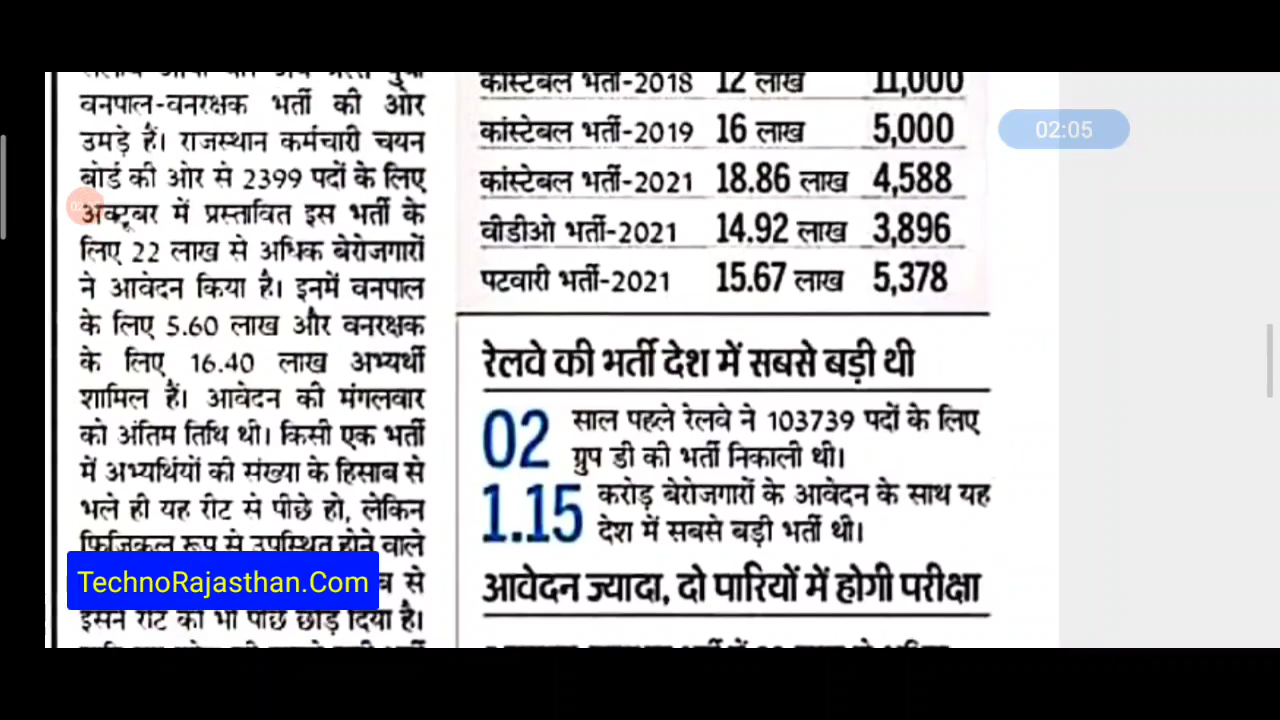 वनपाल-वनरक्षक भर्ती की ओर
उमड़े हैं। राजस्थान कर्मचारी चयन
बोर्ड की ओर से 2399 पदों के लिए
अक्टूबर में प्रस्तावित इस भर्ती के
लिए 22 लाख से अधिक बेरोजगारों
ने आवेदन किया है। इनमें वनपाल
के लिए 5.60 लाख और वनरक्षक
के लिए 16.40 लाख अभ्यर्थी
शामिल हैं। आवेदन की मंगलवार
को अंतिम तिथि थी। किसी एक भर्ती
में अभ्यर्थियों की संख्या के हिसाब से
भले ही यह रीट से पीछे हो, लेकिन
फिजिकल रूप से उपस्थित होने वाले
से
इसने रीट को भी पीछे छोड़ दिया है।
TechnoRajasthan.Com
कांस्टेबल भर्ती-2018 12 लाख 11,000
कांस्टेबल भर्ती-2019 16 लाख 5,000
कांस्टेबल भर्ती-2021 18.86 लाख 4,588
वीडीओ भर्ती-2021 14.92 लाख 3,896
पटवारी भर्ती-2021 15.67 लाख 5,378
रेलवे की भर्ती देश में सबसे बड़ी थी
02 साल पहले रेलवे ने 103739 पदों के लिए
ग्रुप डी की भर्ती निकाली थी।
1.15 करोड़ बेरोजगारों के आवेदन के साथ यह
देश में सबसे बड़ी भर्ती थी।
आवेदन ज्यादा, दो पारियों में होगी परीक्षा
02:05